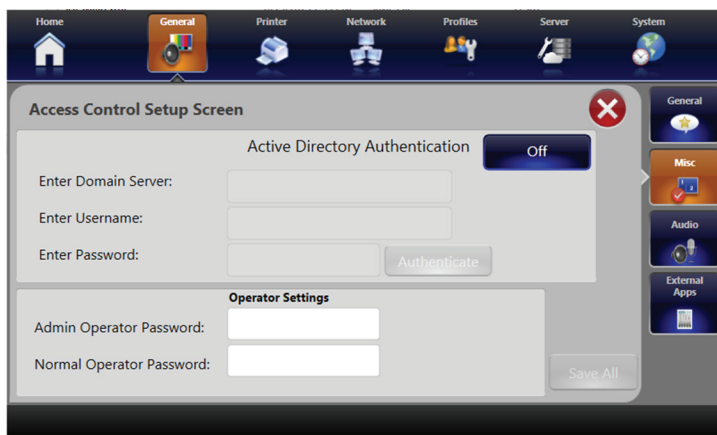 Home General Printer Network Profiles Server System
Access Control Setup Screen
General
Active Directory Authentication Off
Misc
Enter Domain Server:
Enter Username:
Audio
Enter Password: Authenticate
External
Apps
Operator Settings
Admin Operator Password:
Normal Operator Password:
Save All